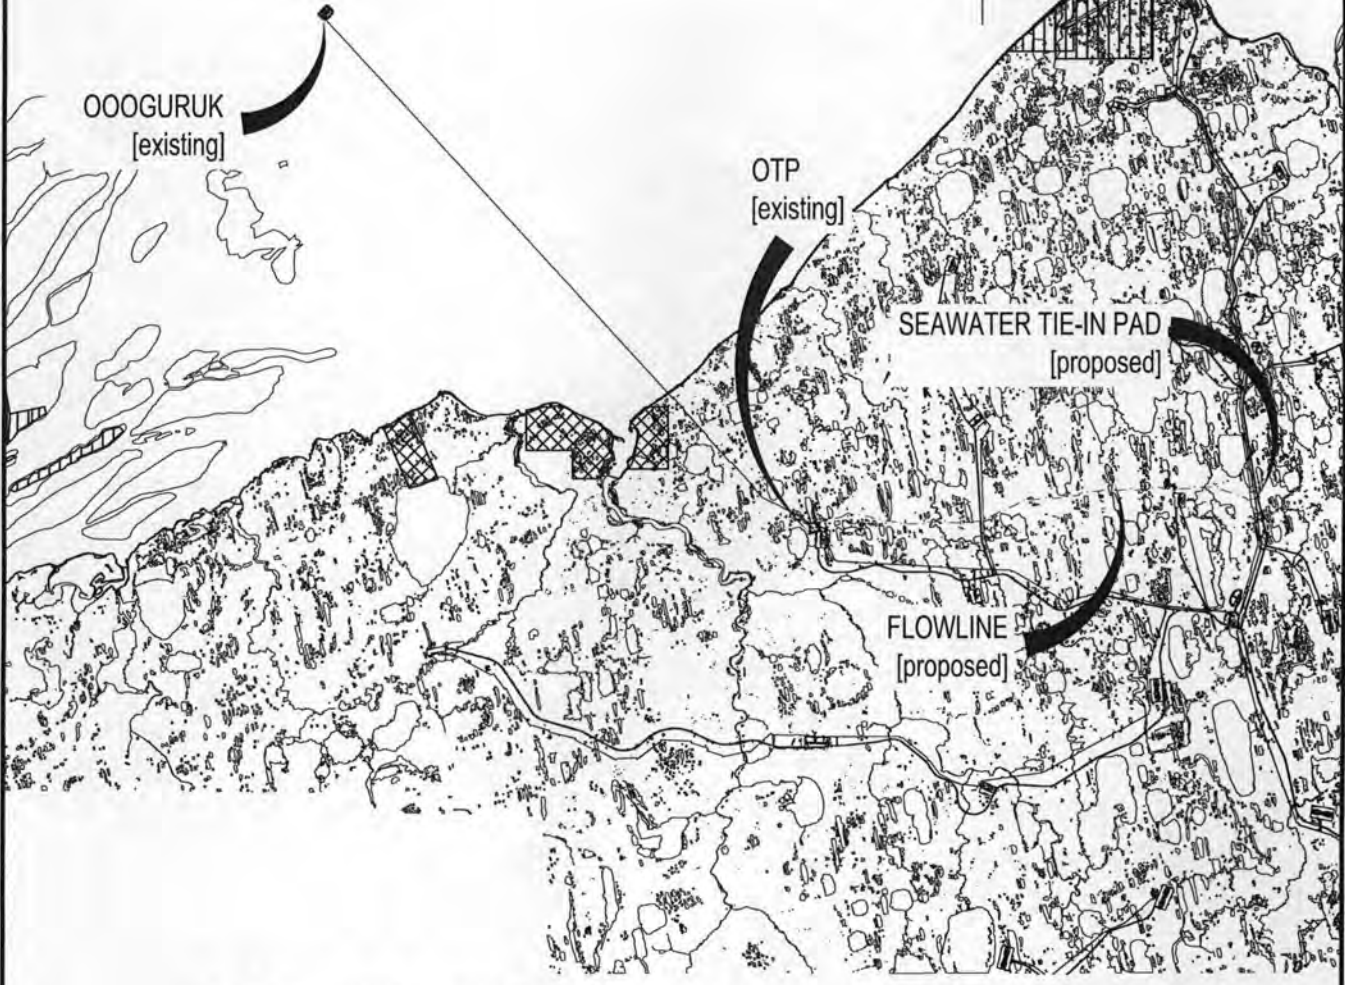 OOOGURUK
[existing]
OTP
[existing]
SEAWATER TIE-IN PAD
[proposed]
FLOWLINE
[proposed]